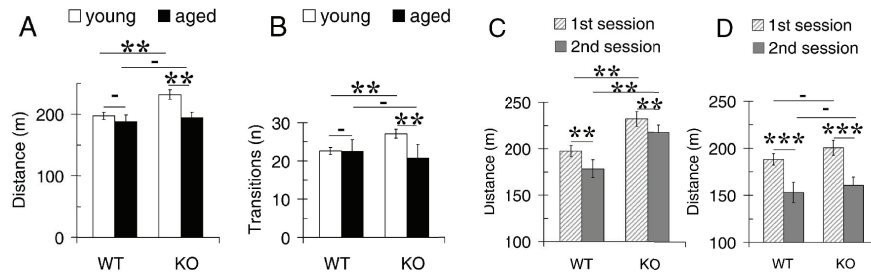 A
young
aged
**
-
-
**
Distance (m)
200
100
0
WT
KO
B
young
aged
**
-
-
**
Transitions (n)
30
20
10
0
WT
KO
C
1st session
2nd session
**
**
**
**
Distance (m)
250
200
150
100
WT
KO
D
1st session
2nd session
-
-
***
***
Distance (m)
250
200
150
100
WT
KO